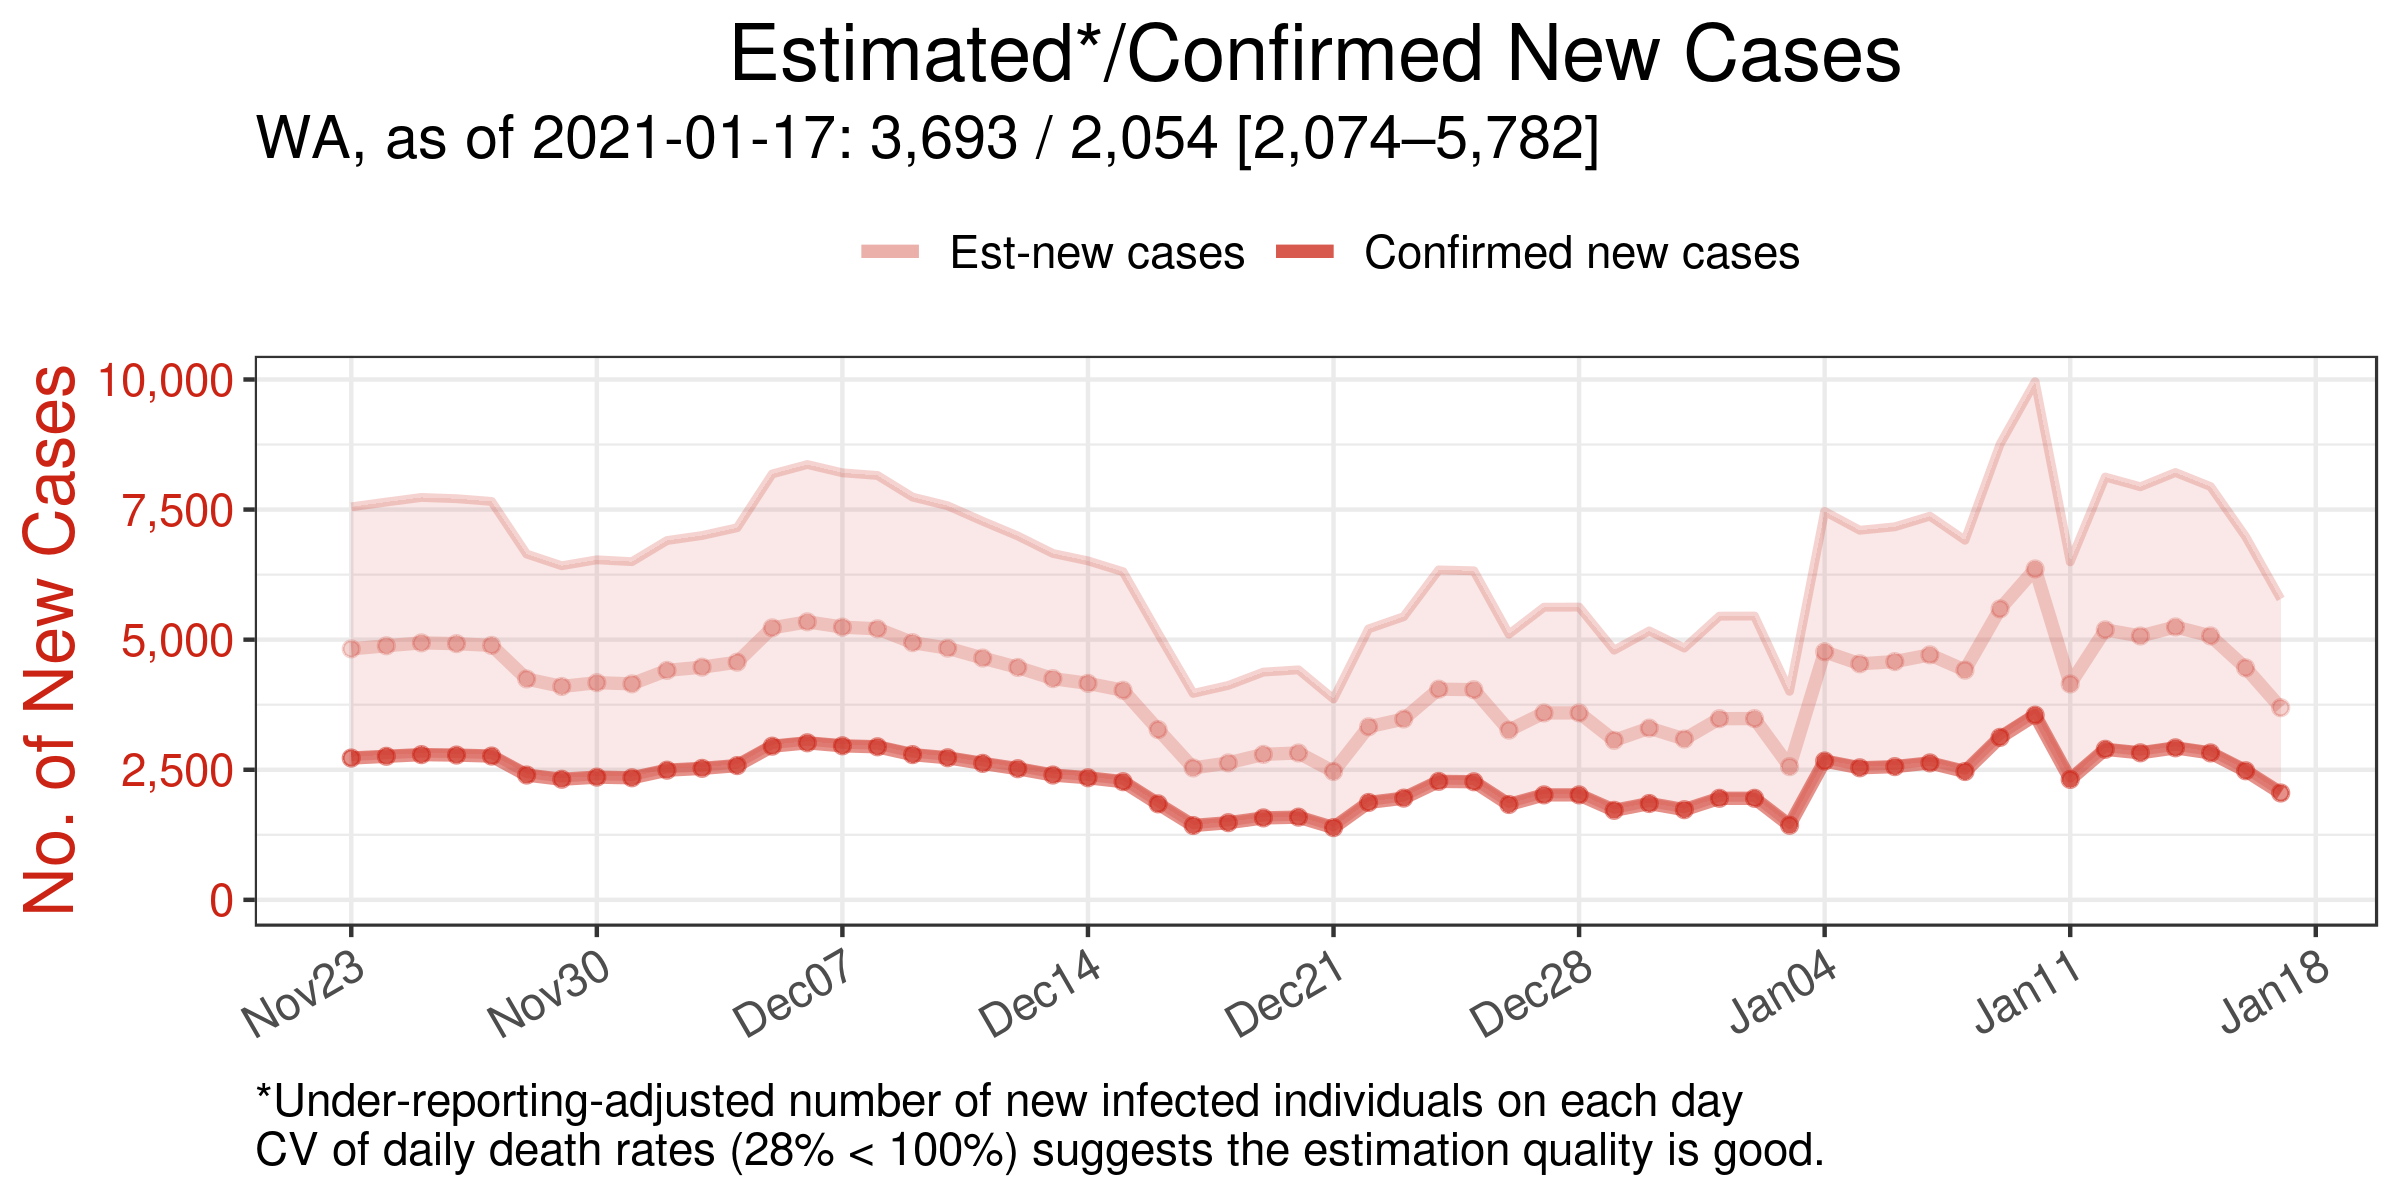 Estimated*/Confirmed New Cases
WA, as of 2021-01-17: 3,693 / 2,054 [2,074–5,782]
Est-new cases Confirmed new cases
No. of New Cases
10,000
7,500
5,000
2,500
0
Nov23 Nov30 Dec07 Dec14 Dec21 Dec28 Jan04 Jan11 Jan18
*Under-reporting-adjusted number of new infected individuals on each day
CV of daily death rates (28% < 100%) suggests the estimation quality is good.